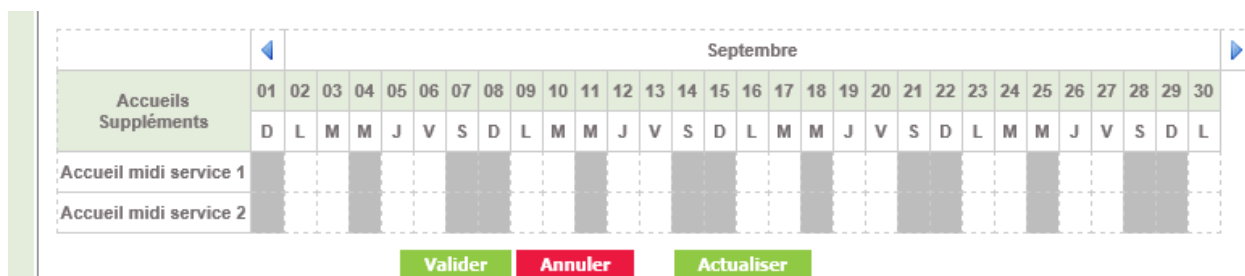 Septembre
Accueils Suppléments
01 02 03 04 05 06 07 08 09 10 11 12 13 14 15 16 17 18 19 20 21 22 23 24 25 26 27 28 29 30
D L M M J V S D L M M J V S D L M M J V S D L M M J V S D L
Accueil midi service 1
Accueil midi service 2
Valider Annuler Actualiser